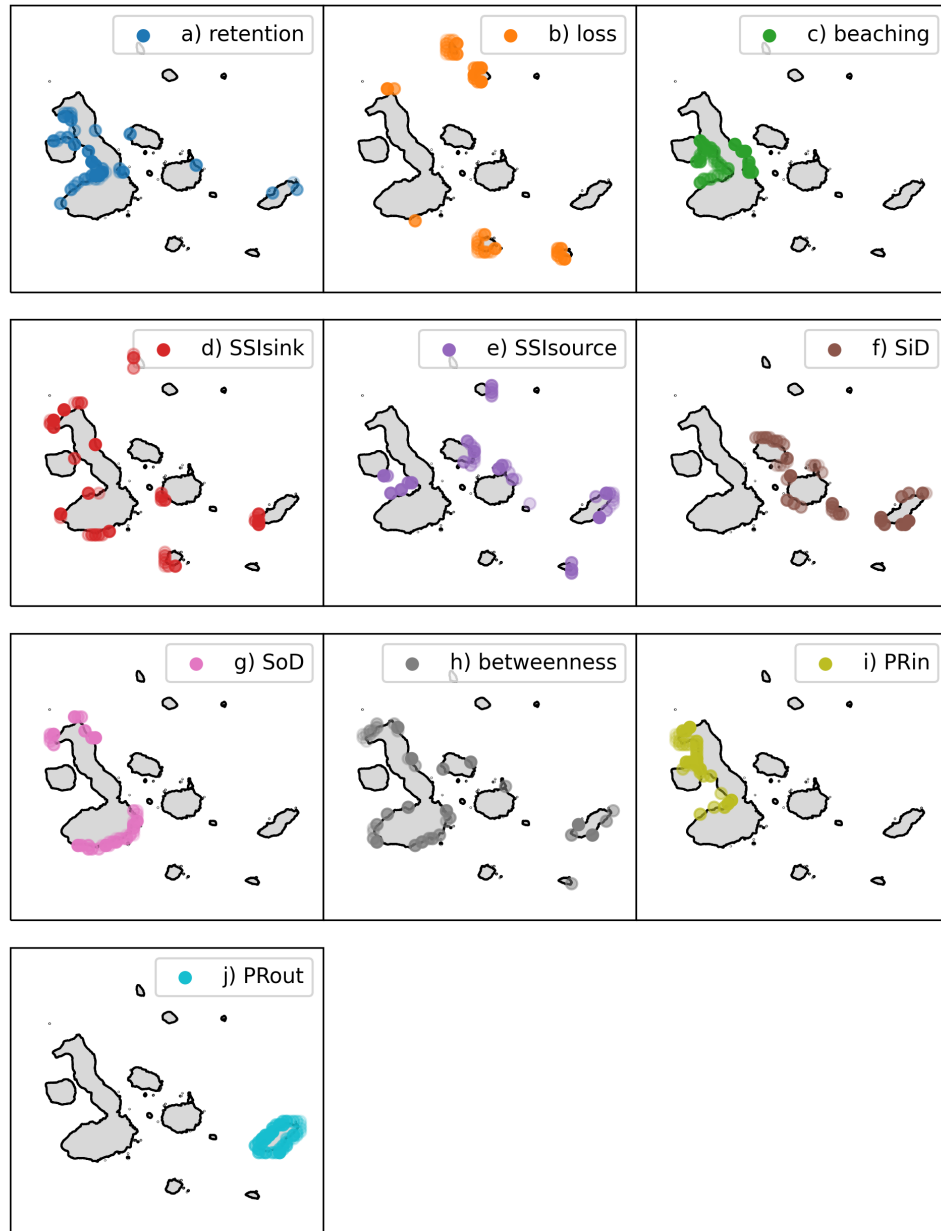 a) retention
b) loss
c) beaching
d) SSIsink
e) SSIsource
f) SiD
g) SoD
h) betweenness
i) PRin
j) PRout